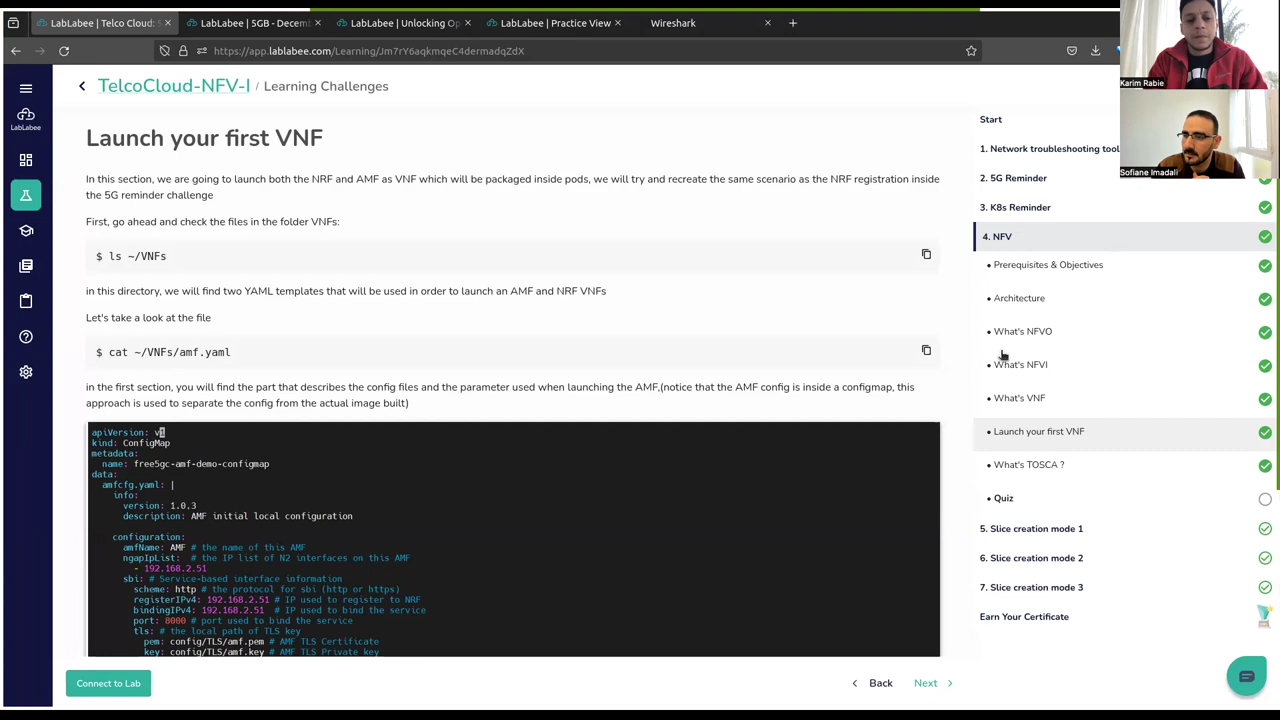 LabLabee | Telco Cloud: S
LabLabee | 5GB - Decemb
LabLabee | Unlocking Op
LabLabee | Practice View
Wireshark
https://app.lablabee.com/Learning/Jm7rY6aqkmqeC4dermadqZdX
Karim Rabie
Sofiane Imadali
LabLabee
TelcoCloud-NFV-I / Learning Challenges
Launch your first VNF
In this section, we are going to launch both the NRF and AMF as VNF which will be packaged inside pods, we will try and recreate the same scenario as the NRF registration inside
the 5G reminder challenge
First, go ahead and check the files in the folder VNFs:
$ ls ~/VNFs
in this directory, we will find two YAML templates that will be used in order to launch an AMF and NRF VNFs
Let's take a look at the file
$ cat ~/VNFs/amf.yaml
in the first section, you will find the part that describes the config files and the parameter used when launching the AMF,(notice that the AMF config is inside a configmap, this
approach is used to separate the config from the actual image built)
apiVersion: v1
kind: ConfigMap
metadata:
name: free5gc-amf-demo-configmap
data:
amfcfg.yaml: |
info:
version: 1.0.3
description: AMF initial local configuration
configuration:
amfName: AMF # the name of this AMF
ngapIpList: # the IP list of N2 interfaces on this AMF
- 192.168.2.51
sbi: # Service-based interface information
scheme: http # the protocol for sbi (http or https)
registerIPv4: 192.168.2.51 # IP used to register to NRF
bindingIPv4: 192.168.2.51 # IP used to bind the service
port: 8000 # port used to bind the service
tls: # the local path of TLS key
pem: config/TLS/amf.pem # AMF TLS Certificate
key: config/TLS/amf.key # AMF TLS Private key
Connect to Lab
Back
Next
Start
1. Network troubleshooting tool
2. 5G Reminder
3. K8s Reminder
4. NFV
• Prerequisites & Objectives
• Architecture
• What's NFVO
• What's NFVI
• What's VNF
• Launch your first VNF
• What's TOSCA ?
• Quiz
5. Slice creation mode 1
6. Slice creation mode 2
7. Slice creation mode 3
Earn Your Certificate